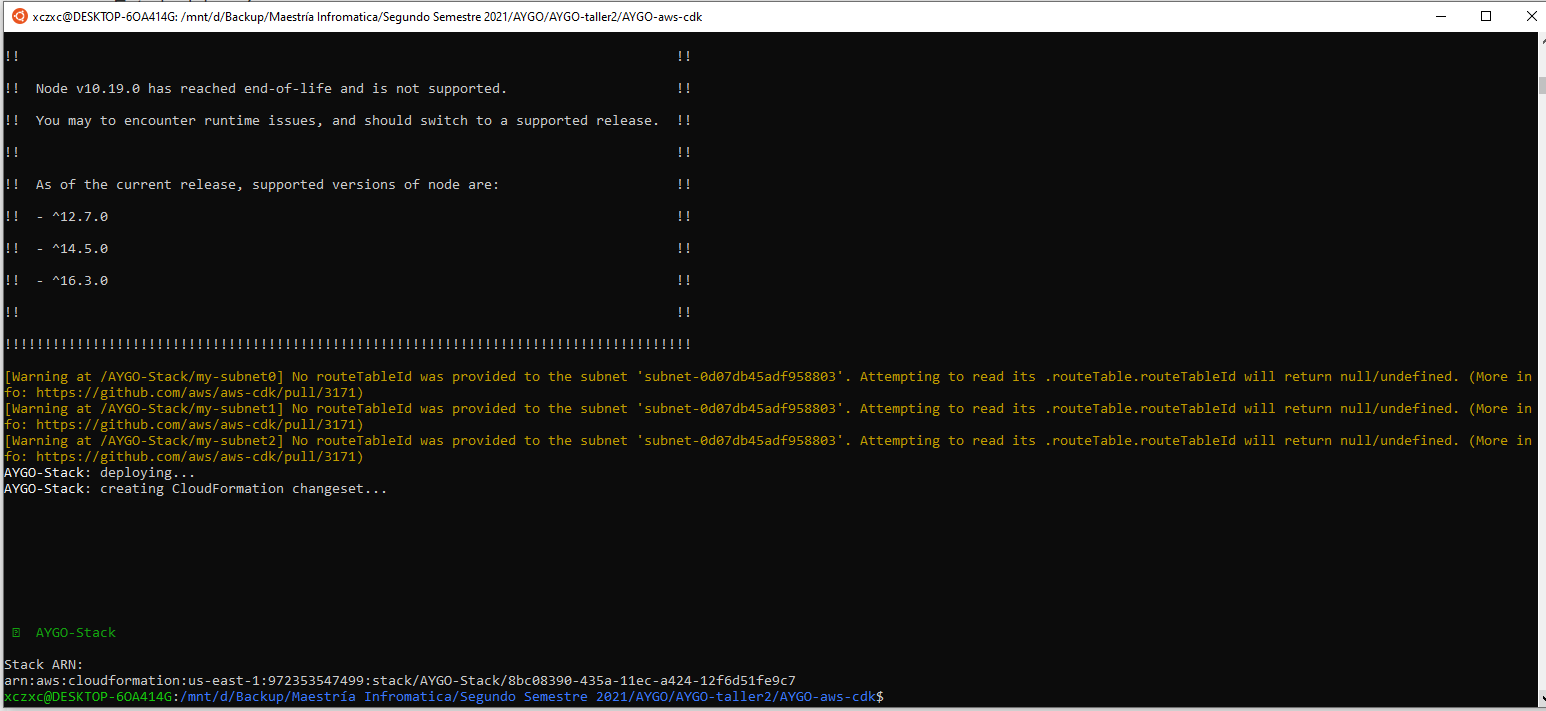 xczxc@DESKTOP-6OA414G: /mnt/d/Backup/Maestría Infromatica/Segundo Semestre 2021/AYGO/AYGO-taller2/AYGO-aws-cdk
!! !!
!! Node v10.19.0 has reached end-of-life and is not supported. !!
!! You may to encounter runtime issues, and should switch to a supported release. !!
!! !!
!! As of the current release, supported versions of node are: !!
!! - ^12.7.0 !!
!! - ^14.5.0 !!
!! - ^16.3.0 !!
!! !!
!!!!!!!!!!!!!!!!!!!!!!!!!!!!!!!!!!!!!!!!!!!!!!!!!!!!!!!!!!!!!!!!!!!!!!!!!!!!!!!!!!!!!!
[Warning at /AYGO-Stack/my-subnet0] No routeTableId was provided to the subnet 'subnet-0d07db45adf958803'. Attempting to read its .routeTable.routeTableId will return null/undefined. (More in
fo: https://github.com/aws/aws-cdk/pull/3171)
[Warning at /AYGO-Stack/my-subnet1] No routeTableId was provided to the subnet 'subnet-0d07db45adf958803'. Attempting to read its .routeTable.routeTableId will return null/undefined. (More in
fo: https://github.com/aws/aws-cdk/pull/3171)
[Warning at /AYGO-Stack/my-subnet2] No routeTableId was provided to the subnet 'subnet-0d07db45adf958803'. Attempting to read its .routeTable.routeTableId will return null/undefined. (More in
fo: https://github.com/aws/aws-cdk/pull/3171)
AYGO-Stack: deploying...
AYGO-Stack: creating CloudFormation changeset...
AYGO-Stack
Stack ARN:
arn:aws:cloudformation:us-east-1:972353547499:stack/AYGO-Stack/8bc08390-435a-11ec-a424-12f6d51fe9c7
xczxc@DESKTOP-6OA414G:/mnt/d/Backup/Maestría Infromatica/Segundo Semestre 2021/AYGO/AYGO-taller2/AYGO-aws-cdk$